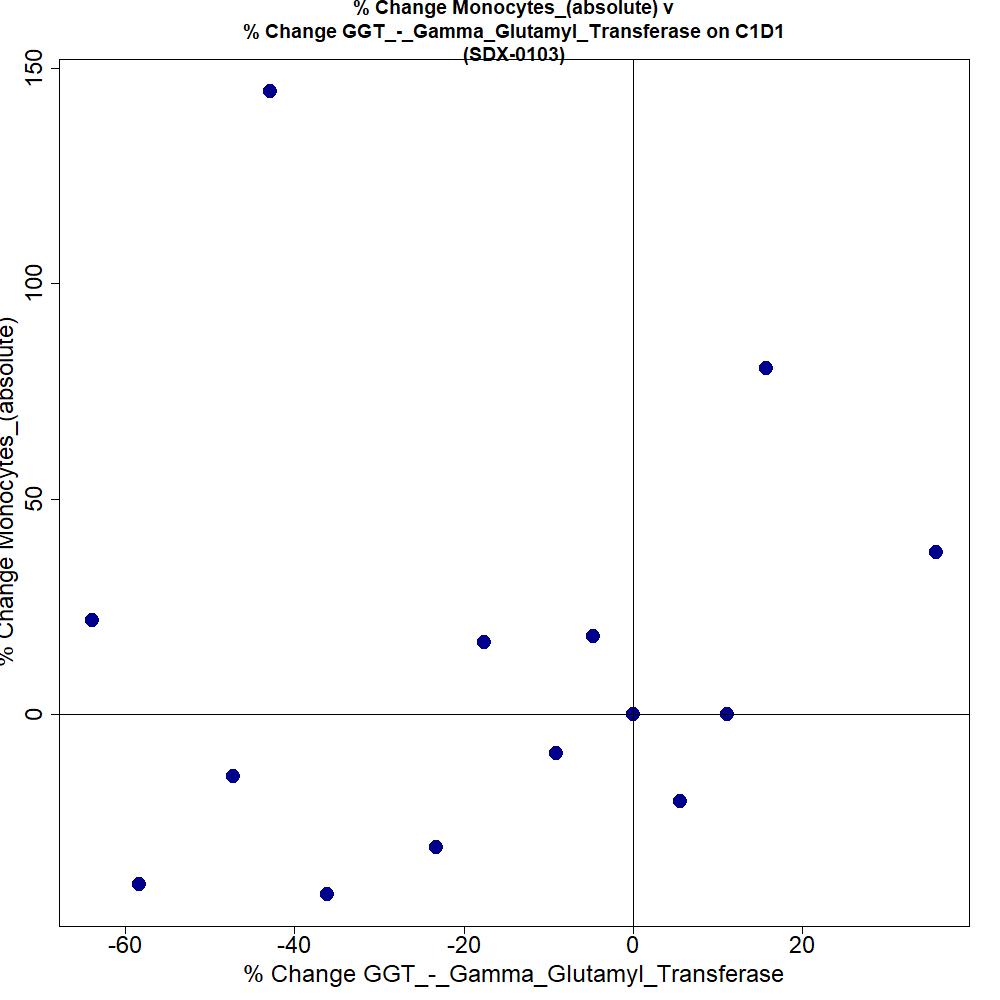 % Change Monocytes_(absolute) v
% Change GGT_-_Gamma_Glutamyl_Transferase on C1D1
(SDX-0103)
150
100
50
0
% Change Monocytes_(absolute)
-60
-40
-20
0
20
% Change GGT_-_Gamma_Glutamyl_Transferase